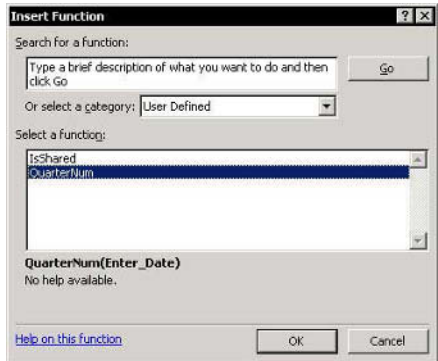 Insert Function
Search for a function:
Type a brief description of what you want to do and then
click Go
Go
Or select a category: User Defined
Select a function:
IsShared
QuarterNum
QuarterNum(Enter_Date)
No help available.
Help on this function
OK
Cancel